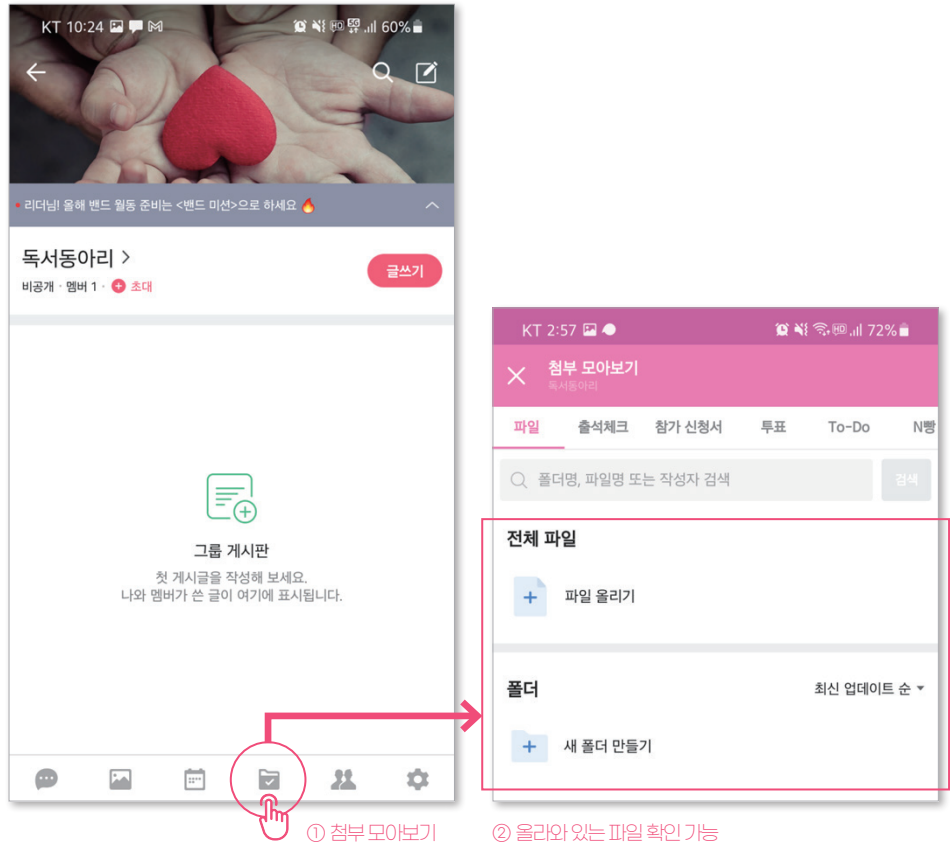 KT 10:24
HD 5G 60%
• 리더님! 올해 밴드 월동 준비는 <밴드 미션>으로 하세요
독서동아리 >
글쓰기
비공개 · 멤버 1 · 초대
그룹 게시판
첫 게시글을 작성해 보세요.
나와 멤버가 쓴 글이 여기에 표시됩니다.
① 첨부 모아보기
KT 2:57
HD 72%
첨부 모아보기
독서동아리
파일 출석체크 참가 신청서 투표 To-Do N빵
폴더명, 파일명 또는 작성자 검색
검색
전체 파일
파일 올리기
폴더
최신 업데이트 순
새 폴더 만들기
② 올라와 있는 파일 확인 가능